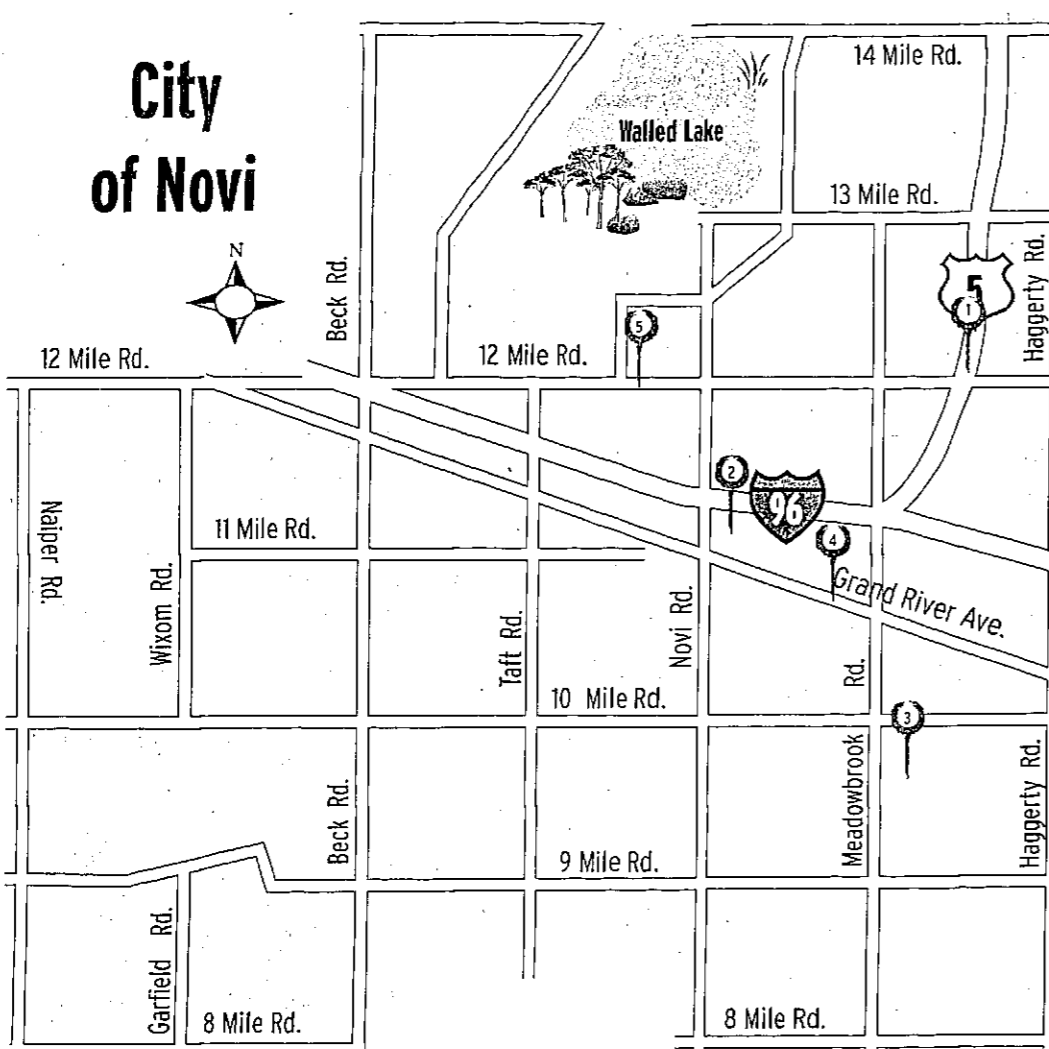 City
of Novi
N
14 Mile Rd.
Walled Lake
13 Mile Rd.
Beck Rd.
5
1
Haggerty Rd.
5
12 Mile Rd.
12 Mile Rd.
2
96
4
11 Mile Rd.
Naiper Rd.
Wixom Rd.
Grand River Ave.
Taft Rd.
Novi Rd.
Meadowbrook Rd.
10 Mile Rd.
3
Beck Rd.
Haggerty Rd.
9 Mile Rd.
Garfield Rd.
8 Mile Rd.
8 Mile Rd.